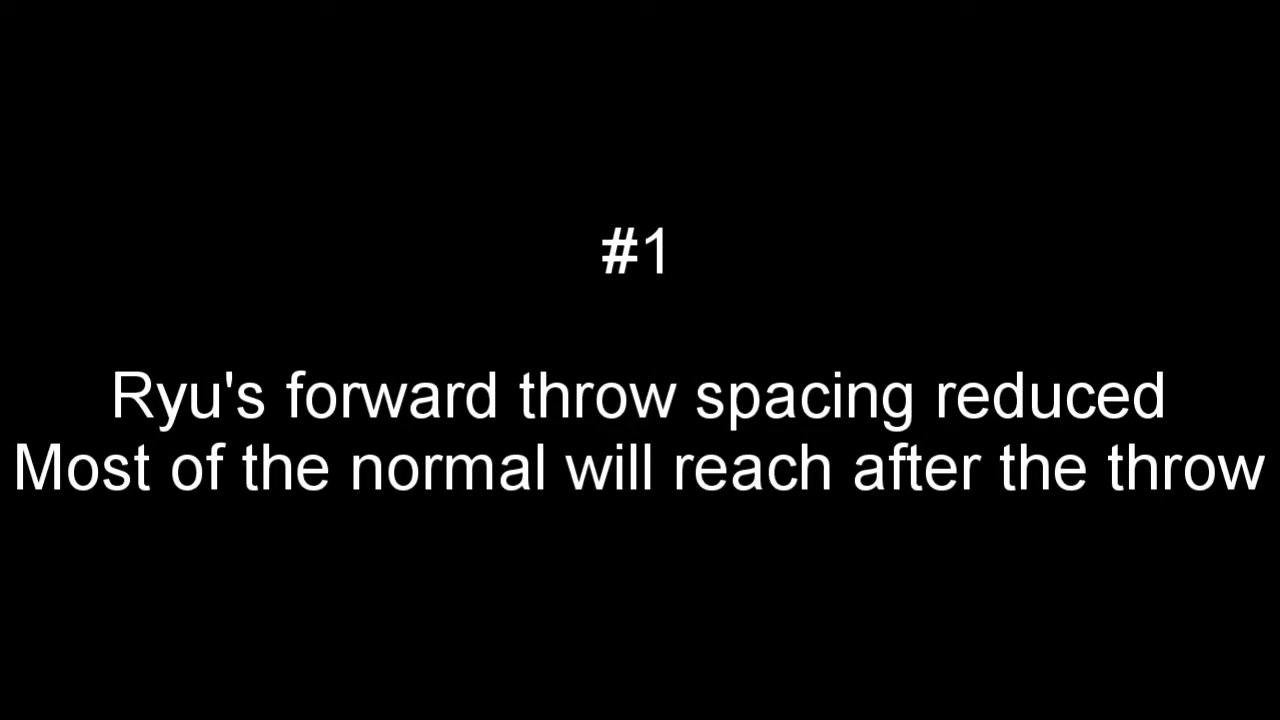 #1
Ryu's forward throw spacing reduced
Most of the normal will reach after the throw